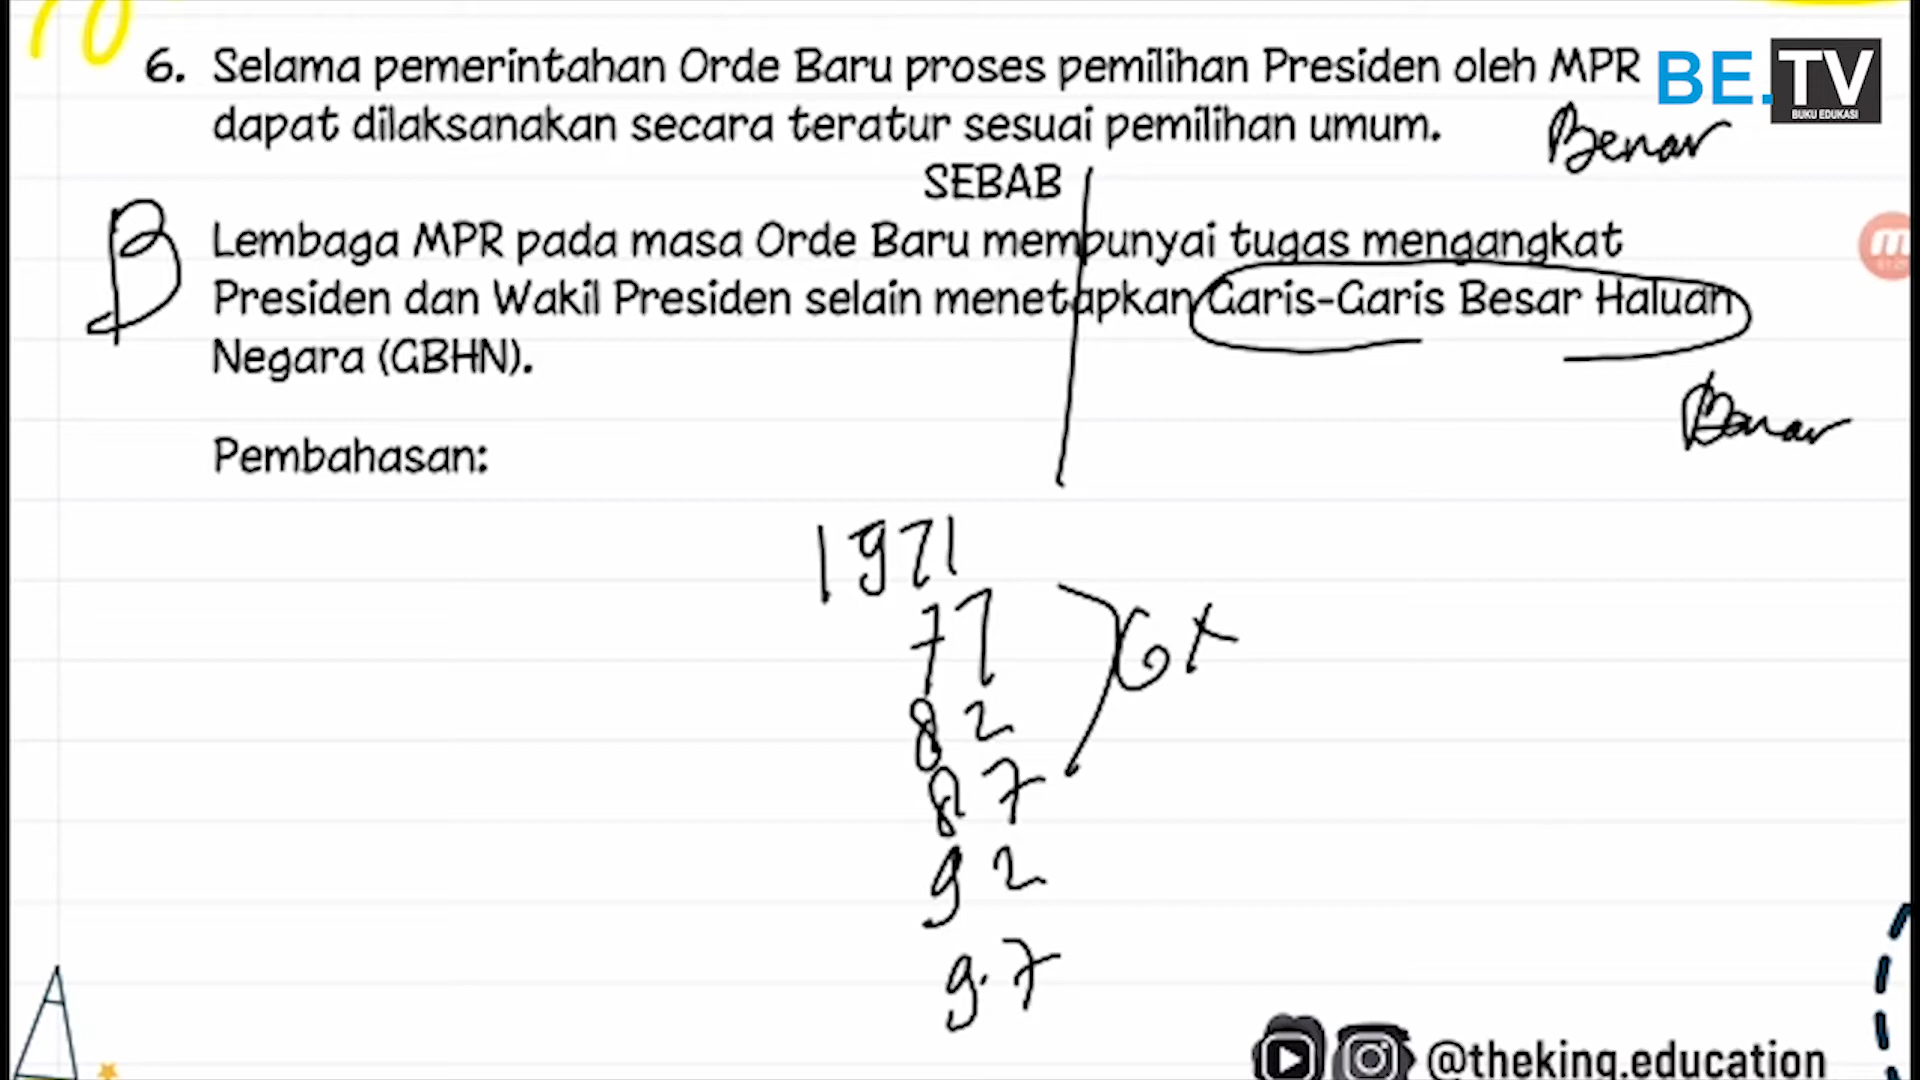 6. Selama pemerintahan Orde Baru proses pemilihan Presiden oleh MPR
dapat dilaksanakan secara teratur sesuai pemilihan umum.
BE.TV
BUKU EDUKASI
Benar
SEBAB
B
Lembaga MPR pada masa Orde Baru mempunyai tugas mengangkat
Presiden dan Wakil Presiden selain menetapkan Garis-Garis Besar Haluan
Negara (GBHN).
Benar
Pembahasan:
1971
77
82
87
92
97
6x
@theking.education